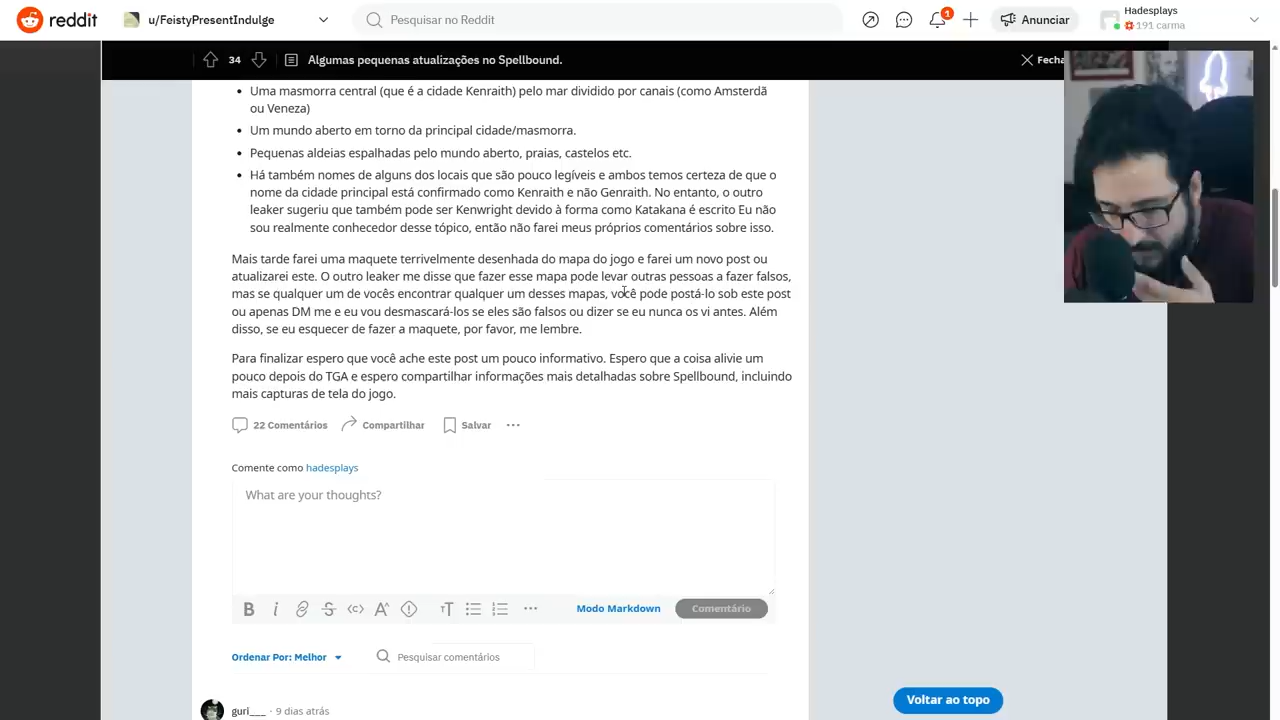 reddit
u/FeistyPresentIndulge
Pesquisar no Reddit
1
Anunciar
Hadesplays
191 carma
34
Algumas pequenas atualizações no Spellbound.
Fecha
Uma masmorra central (que é a cidade Kenraith) pelo mar dividido por canais (como Amsterdã
ou Veneza)
Um mundo aberto em torno da principal cidade/masmorra.
Pequenas aldeias espalhadas pelo mundo aberto, praias, castelos etc.
Há também nomes de alguns dos locais que são pouco legíveis e ambos temos certeza de que o
nome da cidade principal está confirmado como Kenraith e não Genraith. No entanto, o outro
leaker sugeriu que também pode ser Kenwright devido à forma como Katakana é escrito Eu não
sou realmente conhecedor desse tópico, então não farei meus próprios comentários sobre isso.
Mais tarde farei uma maquete terrivelmente desenhada do mapa do jogo e farei um novo post ou
atualizarei este. O outro leaker me disse que fazer esse mapa pode levar outras pessoas a fazer falsos,
mas se qualquer um de vocês encontrar qualquer um desses mapas, você pode postá-lo sob este post
ou apenas DM me e eu vou desmascará-los se eles são falsos ou dizer se eu nunca os vi antes. Além
disso, se eu esquecer de fazer a maquete, por favor, me lembre.
Para finalizar espero que você ache este post um pouco informativo. Espero que a coisa alivie um
pouco depois do TGA e espero compartilhar informações mais detalhadas sobre Spellbound, incluindo
mais capturas de tela do jogo.
22 Comentários
Compartilhar
Salvar
Comente como hadesplays
What are your thoughts?
Modo Markdown
Comentário
Ordenar Por: Melhor
Pesquisar comentários
Voltar ao topo
guri___ · 9 dias atrás